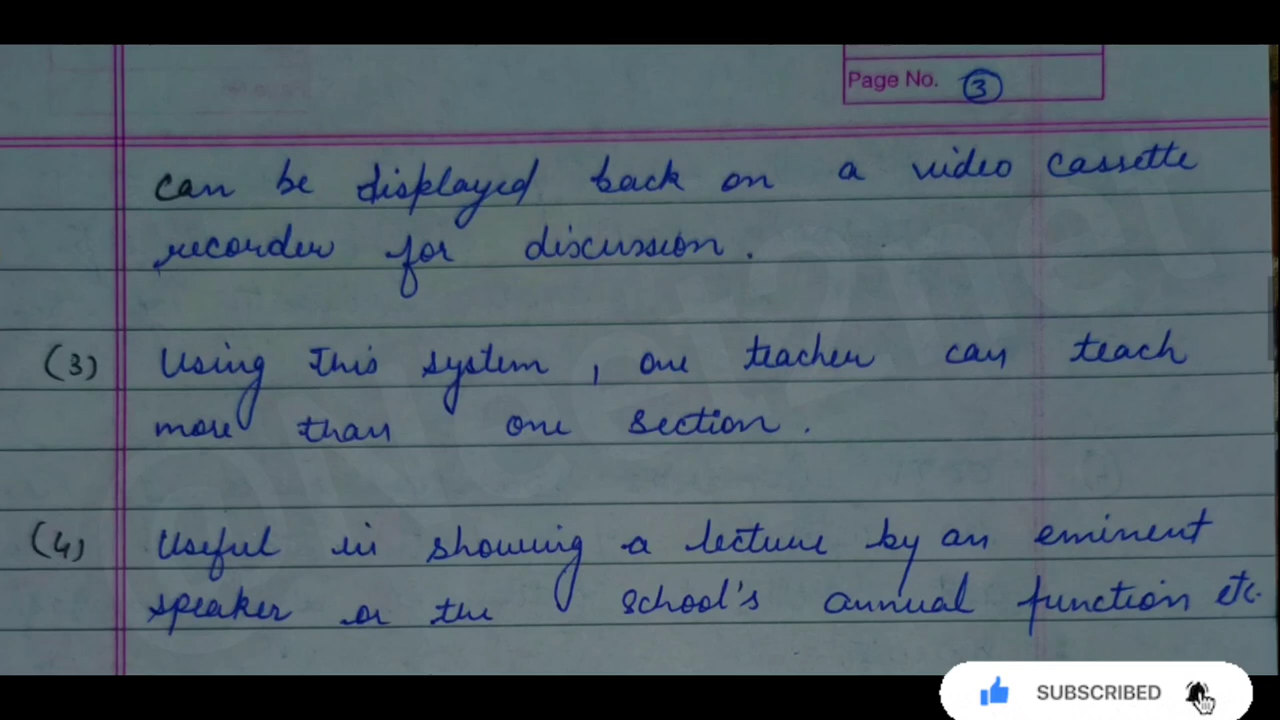 Page No. 3
can be displayed back on a video cassette
recorder for discussion.
(3) Using this system, one teacher can teach
more than one section.
(4) Useful in showing a lecture by an eminent
speaker or the school's annual function etc.
SUBSCRIBED